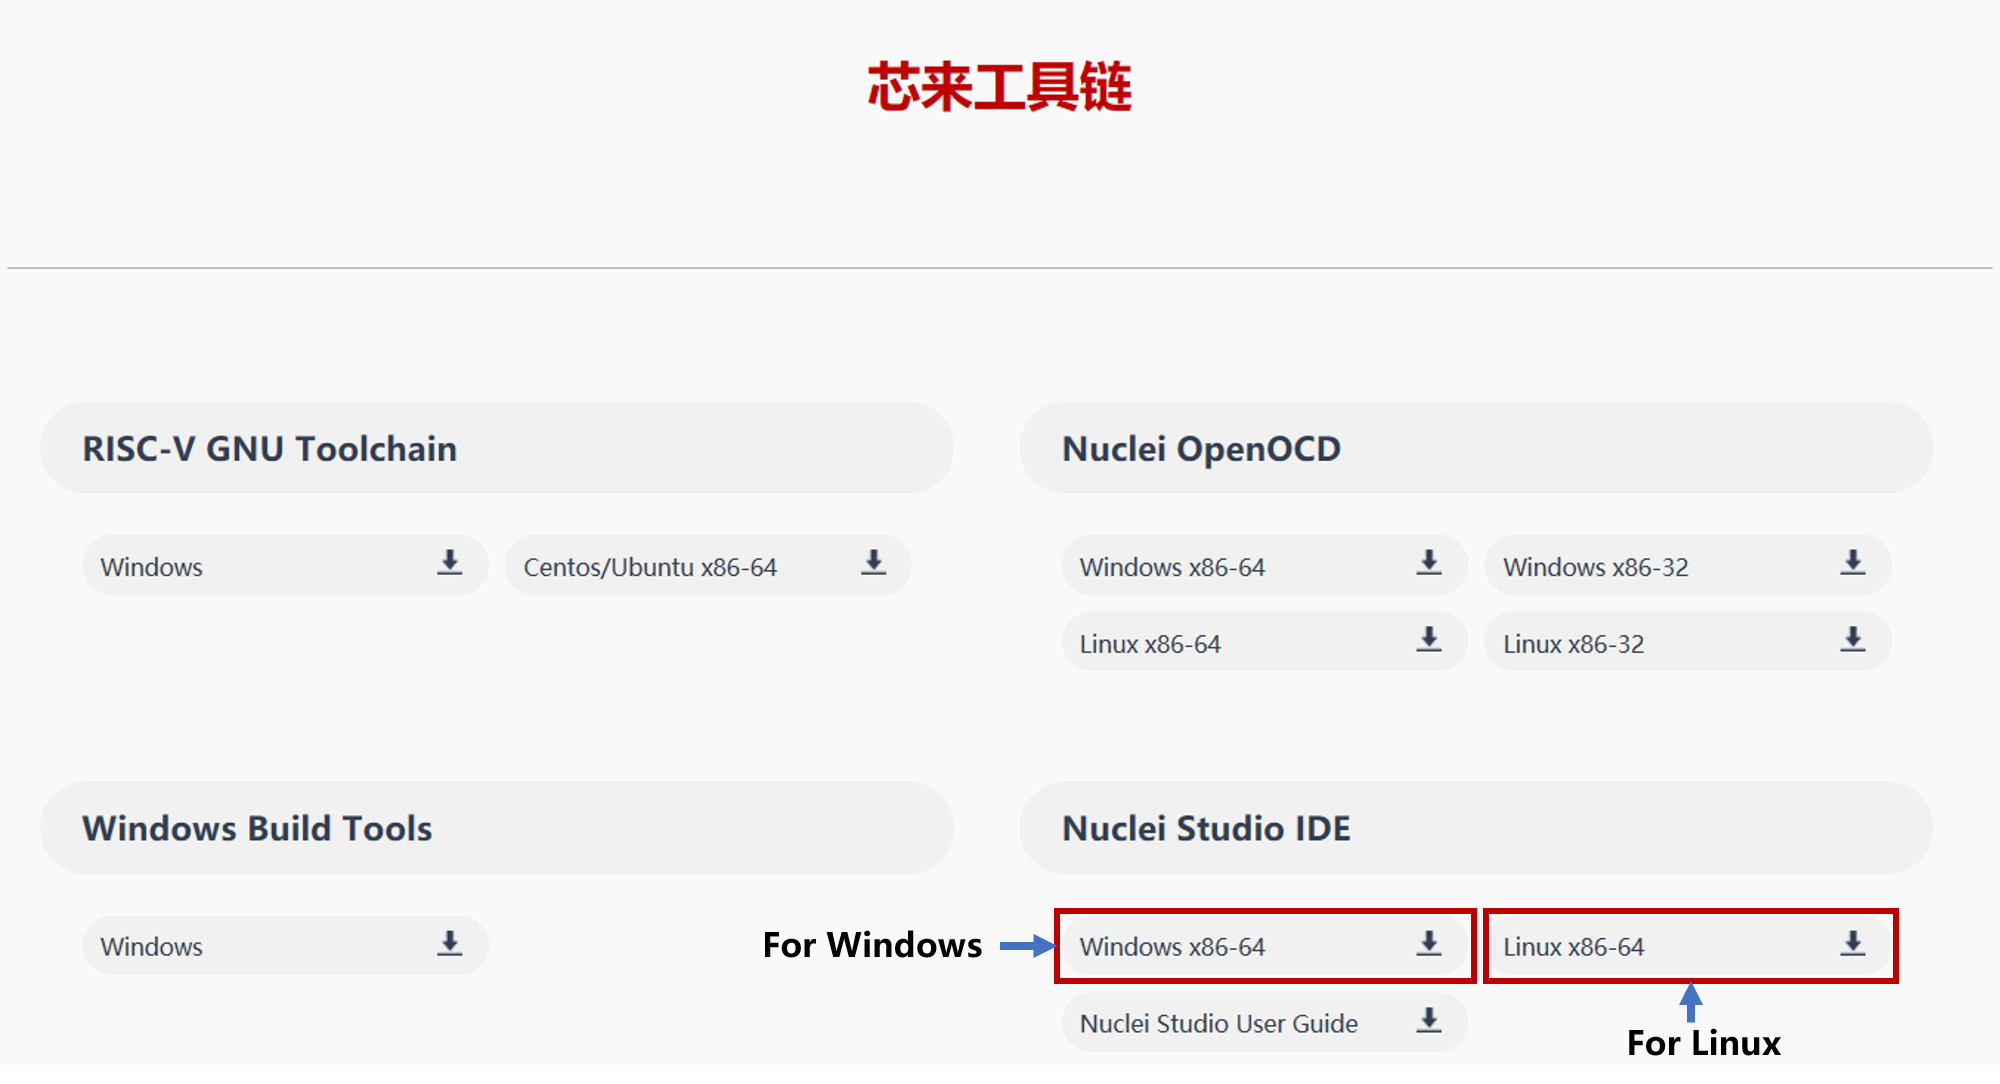 芯来工具链
RISC-V GNU Toolchain
Windows
Centos/Ubuntu x86-64
Nuclei OpenOCD
Windows x86-64
Windows x86-32
Linux x86-64
Linux x86-32
Windows Build Tools
Windows
Nuclei Studio IDE
For Windows
Windows x86-64
Linux x86-64
Nuclei Studio User Guide
For Linux